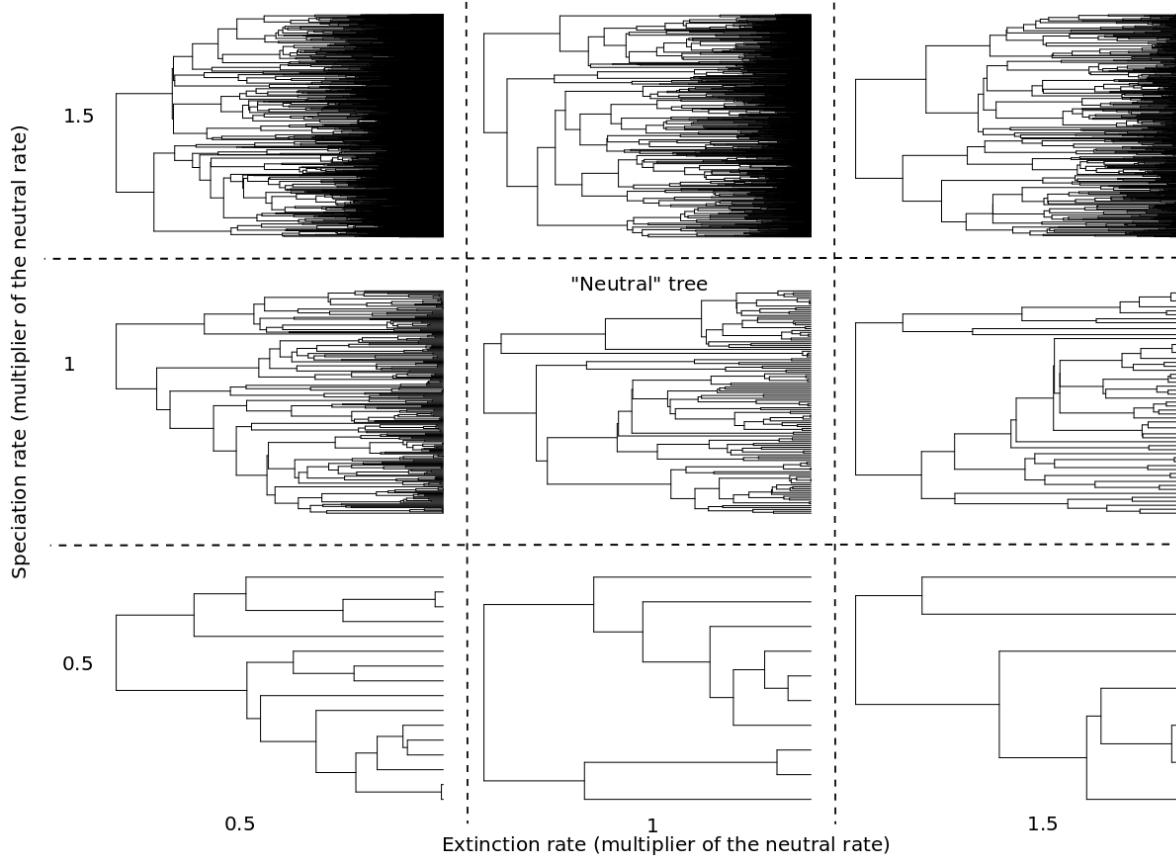 1.5
"Neutral" tree
1
Speciation rate (multiplier of the neutral rate)
0.5
0.5
1
1.5
Extinction rate (multiplier of the neutral rate)